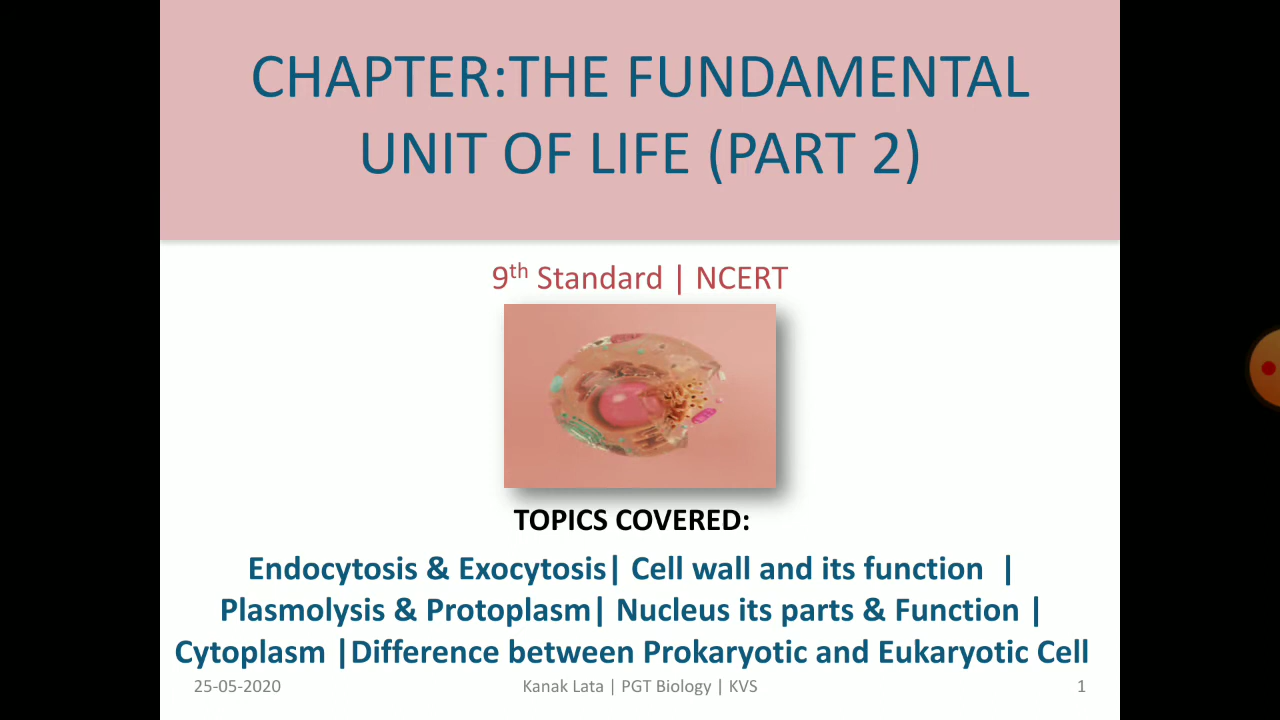 CHAPTER:THE FUNDAMENTAL
UNIT OF LIFE (PART 2)
9th Standard | NCERT
TOPICS COVERED:
Endocytosis & Exocytosis| Cell wall and its function |
Plasmolysis & Protoplasm| Nucleus its parts & Function |
Cytoplasm |Difference between Prokaryotic and Eukaryotic Cell
25-05-2020 Kanak Lata | PGT Biology | KVS 1